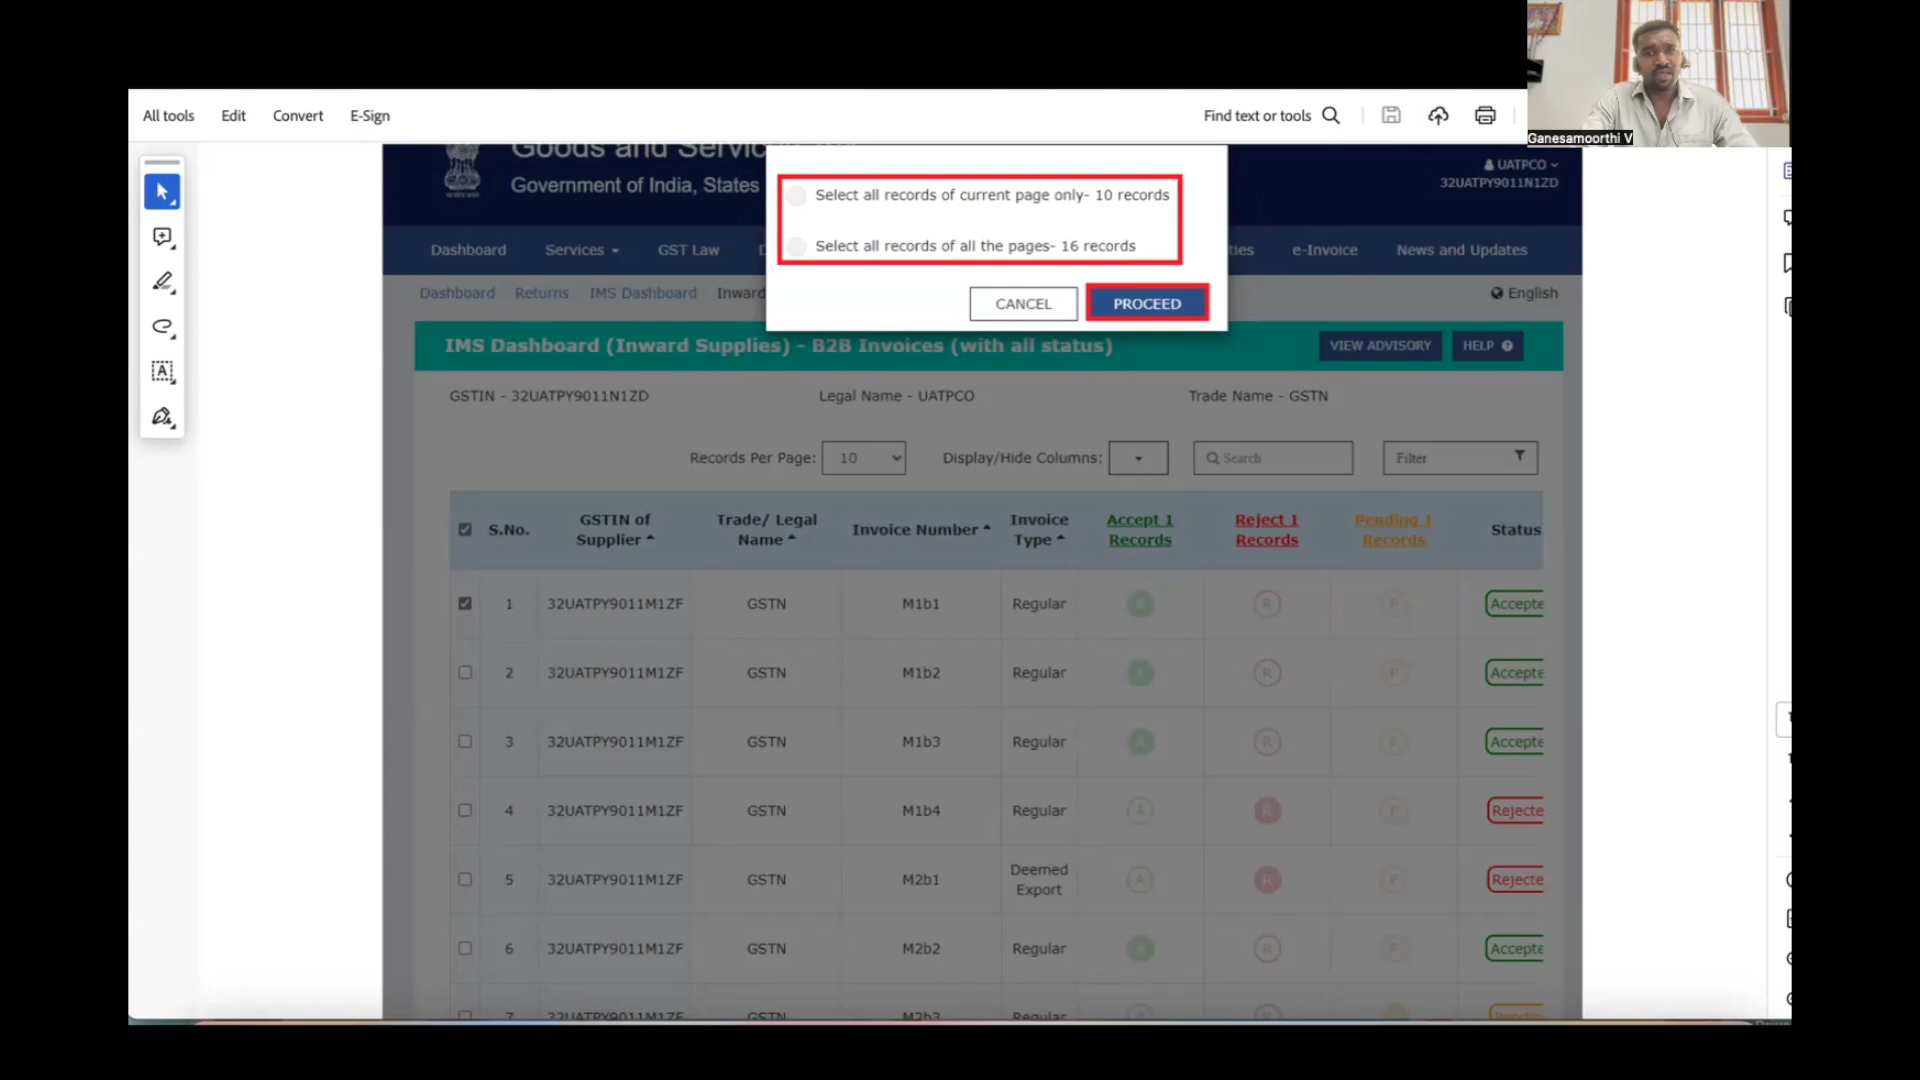 All tools Edit Convert E-Sign Find text or tools
Ganesamoorthi V
Government of India, States
UATPCO
32UATPY9011N1ZD
Select all records of current page only- 10 records
Select all records of all the pages- 16 records
CANCEL PROCEED
Dashboard Services GST Law e-Invoice News and Updates
Dashboard Returns IMS Dashboard Inward English
IMS Dashboard (Inward Supplies) - B2B Invoices (with all status) VIEW ADVISORY HELP
GSTIN - 32UATPY9011N1ZD Legal Name - UATPCO Trade Name - GSTN
Records Per Page: 10 Display/Hide Columns: Search Filter
S.No. GSTIN of Supplier Trade/ Legal Name Invoice Number Invoice Type Accept 1 Records Reject 1 Records Pending 1 Records Status
1 32UATPY9011M1ZF GSTN M1b1 Regular A R P Accepte
2 32UATPY9011M1ZF GSTN M1b2 Regular A R P Accepte
3 32UATPY9011M1ZF GSTN M1b3 Regular A R P Accepte
4 32UATPY9011M1ZF GSTN M1b4 Regular A R P Rejecte
5 32UATPY9011M1ZF GSTN M2b1 Deemed Export A R P Rejecte
6 32UATPY9011M1ZF GSTN M2b2 Regular A R P Accepte
7 32UATPY9011M1ZF GSTN M2b3 Regular